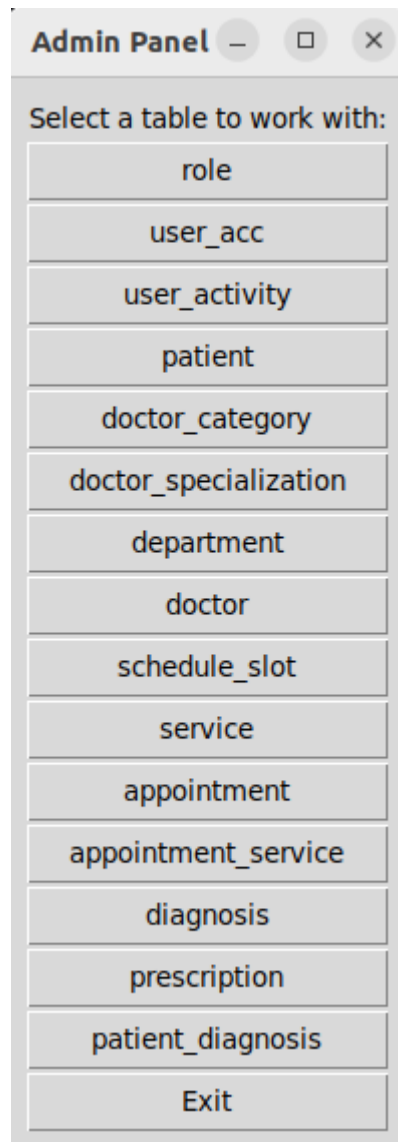 Admin Panel
Select a table to work with:
role
user_acc
user_activity
patient
doctor_category
doctor_specialization
department
doctor
schedule_slot
service
appointment
appointment_service
diagnosis
prescription
patient_diagnosis
Exit